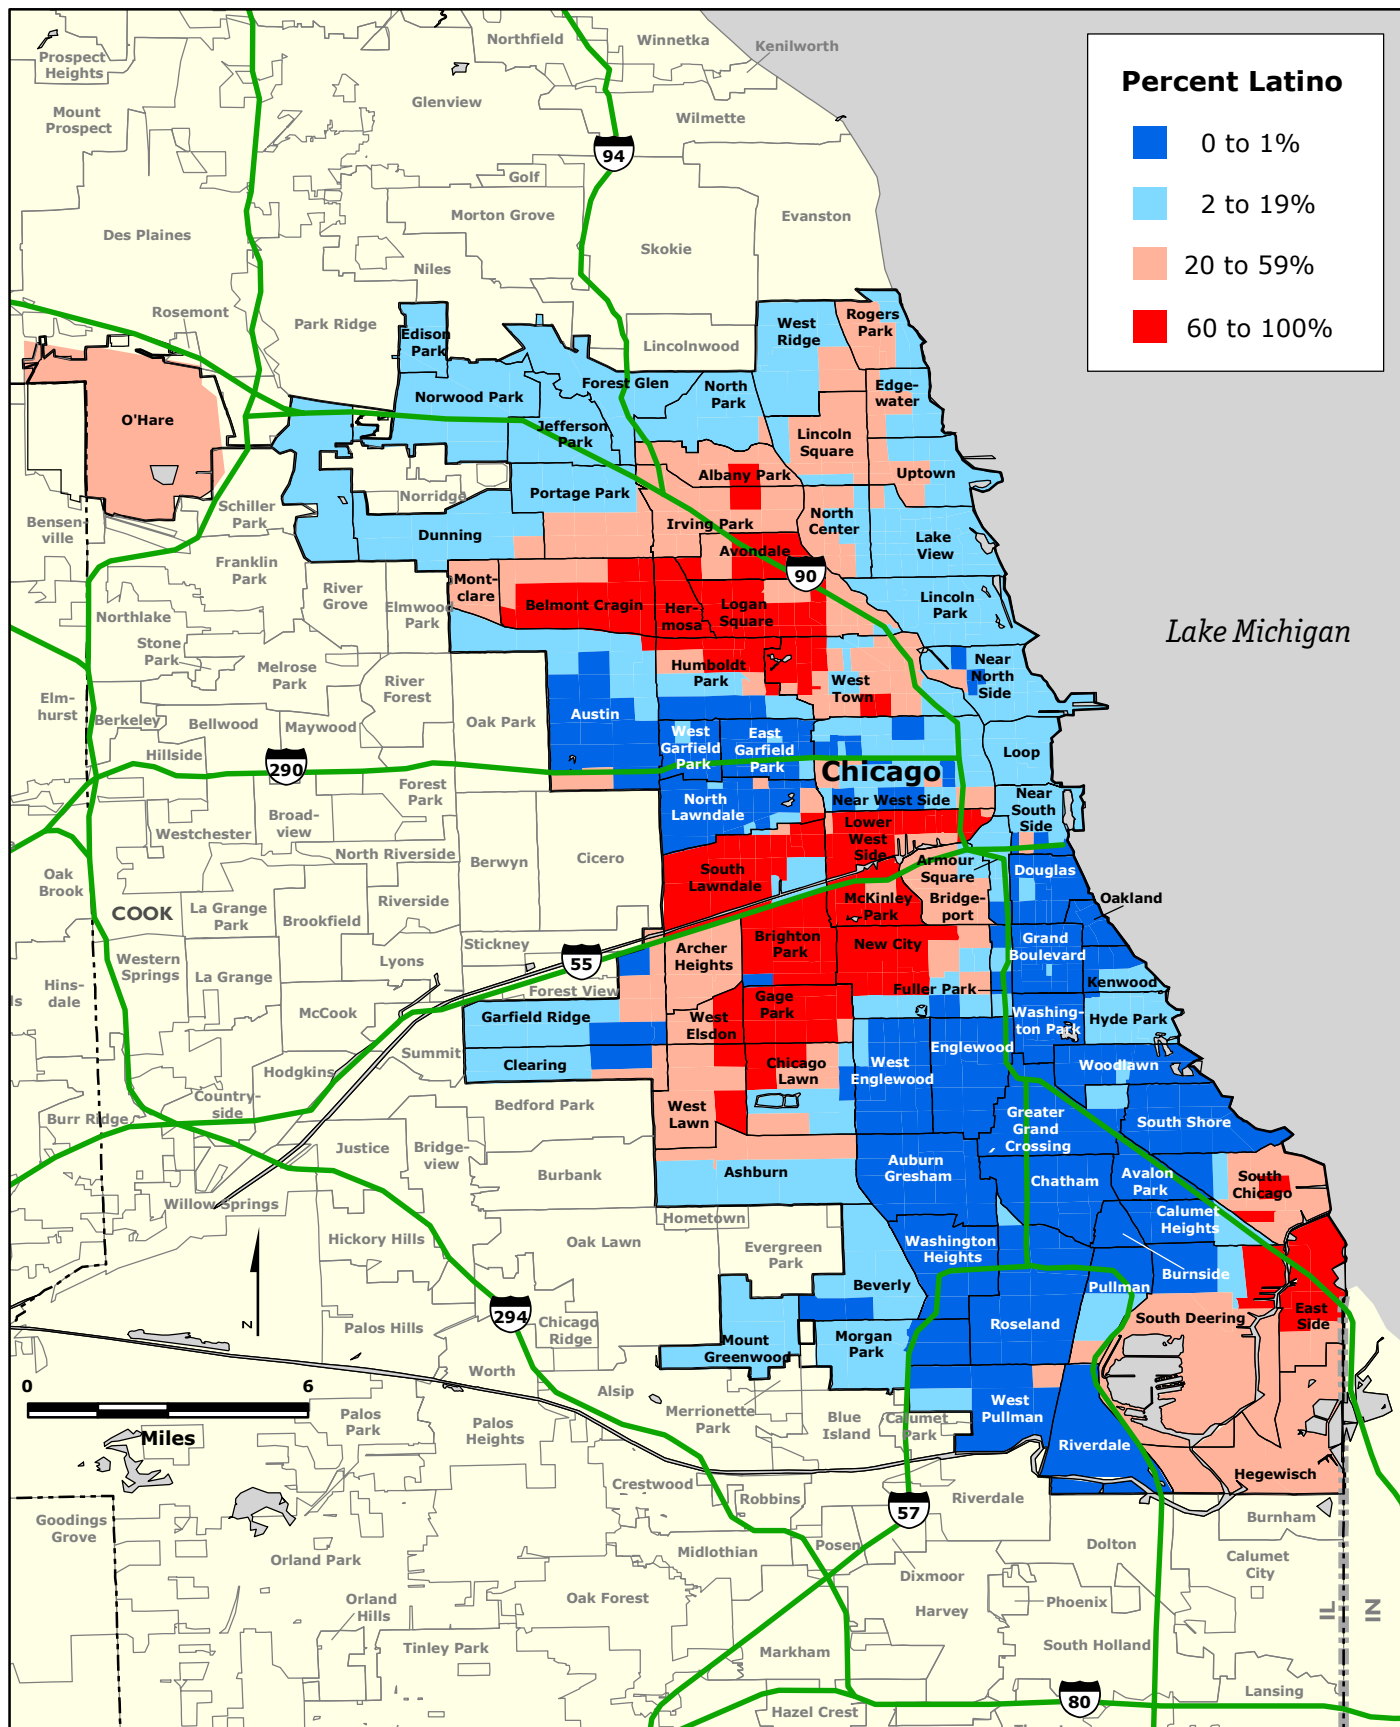 Northfield
Winnetka
Kenilworth
Prospect
Heights
Mount
Prospect
Glenview
Wilmette
94
Golf
Morton Grove
Evanston
Des Plaines
Skokie
Niles
Rosemont
Park Ridge
Lincolnwood
Percent Latino
0 to 1%
2 to 19%
20 to 59%
60 to 100%
Edison
Park
West
Ridge
Rogers
Park
Forest Glen
Norwood Park
North
Park
Edge-
water
O'Hare
Jefferson
Park
Lincoln
Square
Albany Park
Uptown
Norridge
Portage Park
Schiller
Park
Bensen-
ville
Dunning
Irving Park
North
Center
Lake
View
Avondale
90
Franklin
Park
Mont-
clare
River
Grove
Elmwood
Park
Belmont Cragin
Her-
mosa
Logan
Square
Lincoln
Park
Northlake
Lake Michigan
Stone
Park
Melrose
Park
River
Forest
Humboldt
Park
West
Town
Near
North
Side
Elm-
hurst
Berkeley
Bellwood
Maywood
Oak Park
Austin
West
Garfield
Park
East
Garfield
Park
Loop
Hillside
290
Chicago
Forest
Park
North
Lawndale
Near West Side
Near
South
Side
Westchester
Broad-
view
North Riverside
Berwyn
Cicero
Lower
West
Side
Oak
Brook
South
Lawndale
Armour
Square
Douglas
COOK
La Grange
Park
Brookfield
Riverside
McKinley
Park
Bridge-
port
Oakland
Stickney
Brighton
Park
New City
Grand
Boulevard
Western
Springs
La Grange
Lyons
55
Archer
Heights
Kenwood
Hins-
dale
ls
Forest View
Fuller Park
McCook
Garfield Ridge
West
Elsdon
Gage
Park
Washing-
ton Park
Hyde Park
Summit
Clearing
Chicago
Lawn
West
Englewood
Englewood
Woodlawn
Hodgkins
Country-
side
Burr Ridge
Bedford Park
West
Lawn
Greater
Grand
Crossing
South Shore
Justice
Bridge-
view
Burbank
Ashburn
Auburn
Gresham
Chatham
Avalon
Park
South
Chicago
Willow Springs
Hometown
Calumet
Heights
Hickory Hills
Oak Lawn
Evergreen
Park
Washington
Heights
Burnside
Beverly
Pullman
N
294
Palos Hills
Chicago
Ridge
Mount
Greenwood
Morgan
Park
Roseland
South Deering
East
Side
Worth
0
6
Miles
Alsip
Merrionette
Park
Blue
Island
Calumet
Park
West
Pullman
Palos
Park
Palos
Heights
Riverdale
Hegewisch
Crestwood
Robbins
57
Riverdale
Burnham
Goodings
Grove
Orland Park
Midlothian
Posen
Dolton
Calumet
City
Dixmoor
Orland
Hills
Oak Forest
Harvey
Phoenix
IL
IN
Tinley Park
Markham
South Holland
80
Lansing
Hazel Crest